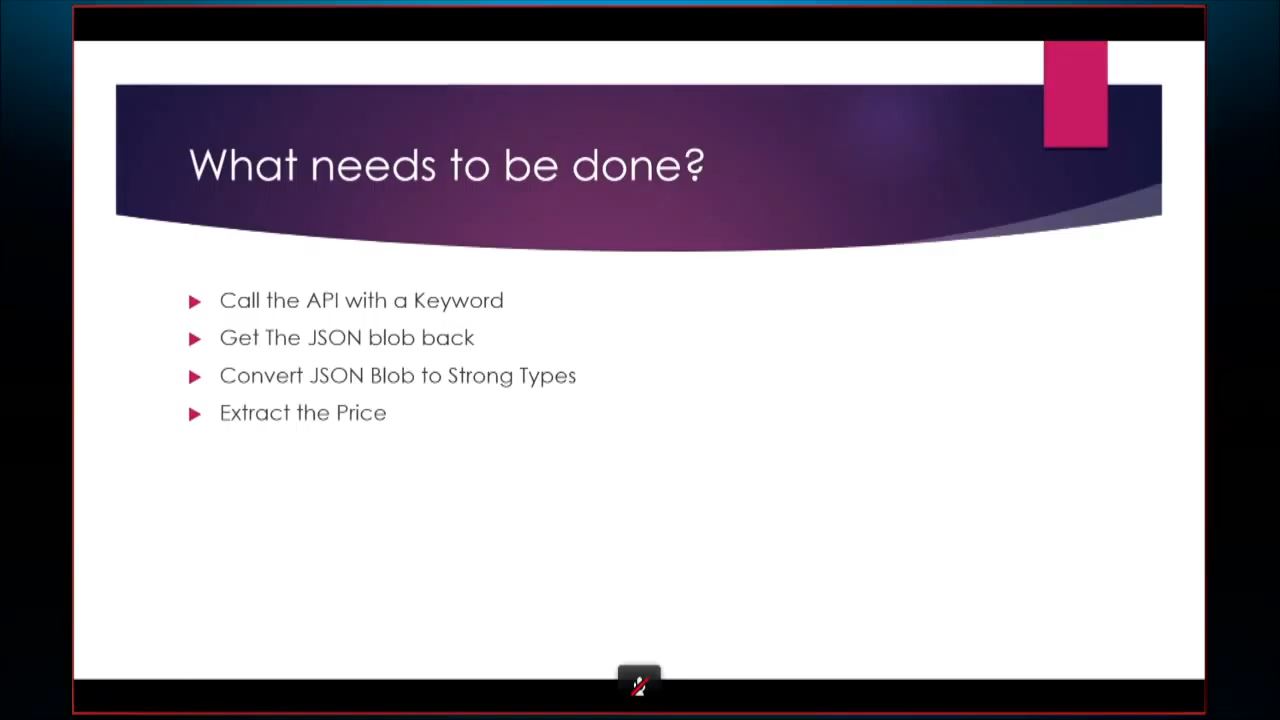 What needs to be done?
Call the API with a Keyword
Get The JSON blob back
Convert JSON Blob to Strong Types
Extract the Price